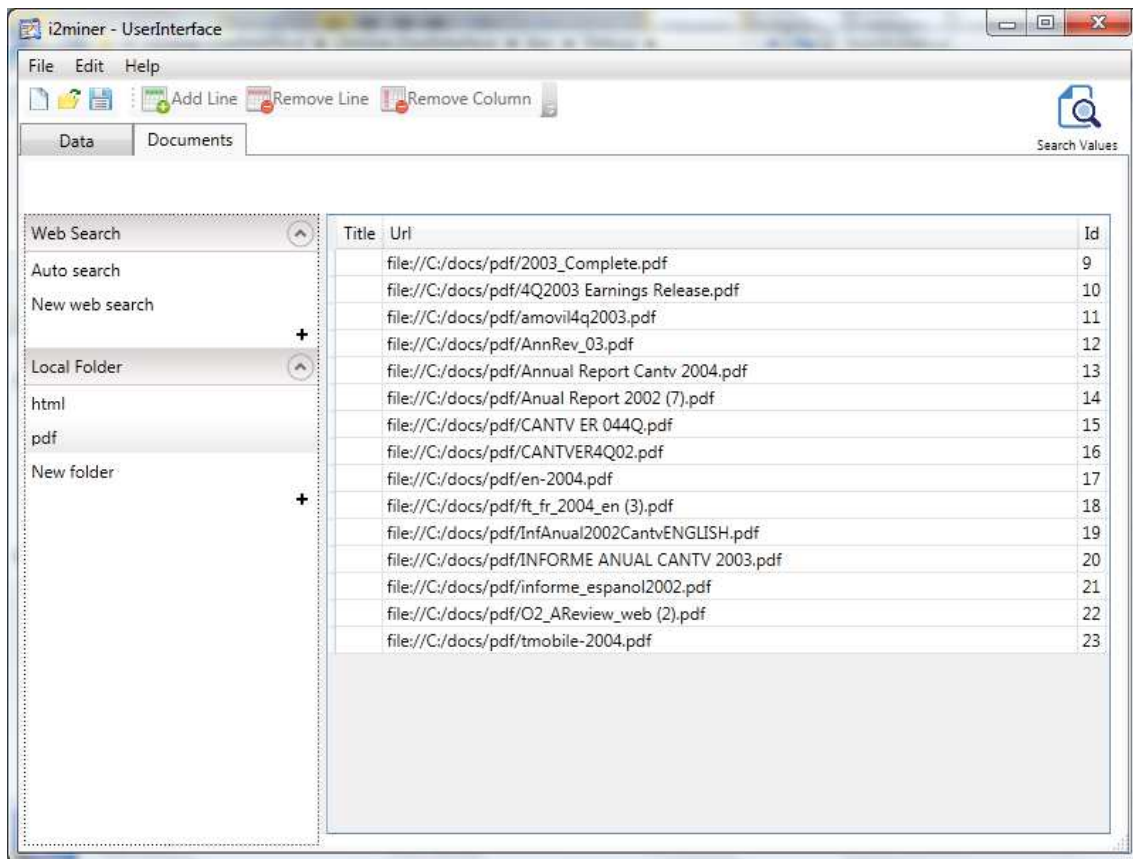 i2miner - UserInterface
File Edit Help
Add Line Remove Line Remove Column
Search Values
Data Documents
Web Search
Auto search
New web search
+
Local Folder
html
pdf
New folder
+
Title Url Id
file://C:/docs/pdf/2003_Complete.pdf 9
file://C:/docs/pdf/4Q2003 Earnings Release.pdf 10
file://C:/docs/pdf/amovil4q2003.pdf 11
file://C:/docs/pdf/AnnRev_03.pdf 12
file://C:/docs/pdf/Annual Report Cantv 2004.pdf 13
file://C:/docs/pdf/Anual Report 2002 (7).pdf 14
file://C:/docs/pdf/CANTV ER 044Q.pdf 15
file://C:/docs/pdf/CANTVER4Q02.pdf 16
file://C:/docs/pdf/en-2004.pdf 17
file://C:/docs/pdf/ft_fr_2004_en (3).pdf 18
file://C:/docs/pdf/InfAnual2002CantvENGLISH.pdf 19
file://C:/docs/pdf/INFORME ANUAL CANTV 2003.pdf 20
file://C:/docs/pdf/informe_espanol2002.pdf 21
file://C:/docs/pdf/O2_AReview_web (2).pdf 22
file://C:/docs/pdf/tmobile-2004.pdf 23